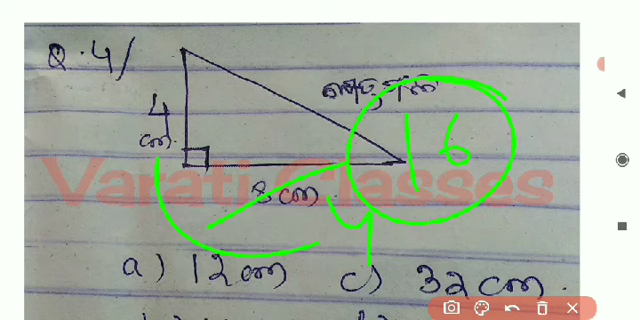 Q.4/
4
cm.
16
Varati Classes
8 cm.
a) 12 cm c) 32 cm.